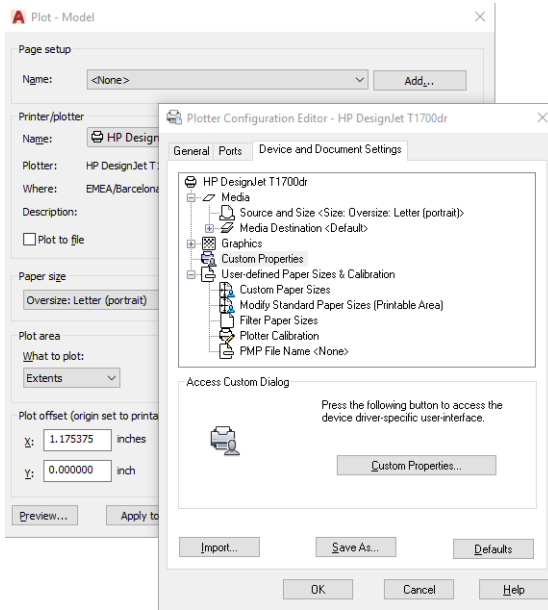 Plot - Model
Page setup
Name:
<None>
Add...
Printer/plotter
Name:
HP Design
Plotter:
HP DesignJet T1
Where:
EMEA/Barcelona
Description:
Plot to file
Paper size
Oversize: Letter (portrait)
Plot area
What to plot:
Extents
Plot offset (origin set to printa
X:
1.175375
inches
Y:
0.000000
inch
Preview...
Apply to
Plotter Configuration Editor - HP DesignJet T1700dr
General
Ports
Device and Document Settings
HP DesignJet T1700dr
Media
Source and Size <Size: Oversize: Letter (portrait)>
Media Destination <Default>
Graphics
Custom Properties
User-defined Paper Sizes & Calibration
Custom Paper Sizes
Modify Standard Paper Sizes (Printable Area)
Filter Paper Sizes
Plotter Calibration
PMP File Name <None>
Access Custom Dialog
Press the following button to access the
device driver-specific user-interface.
Custom Properties...
Import...
Save As...
Defaults
OK
Cancel
Help